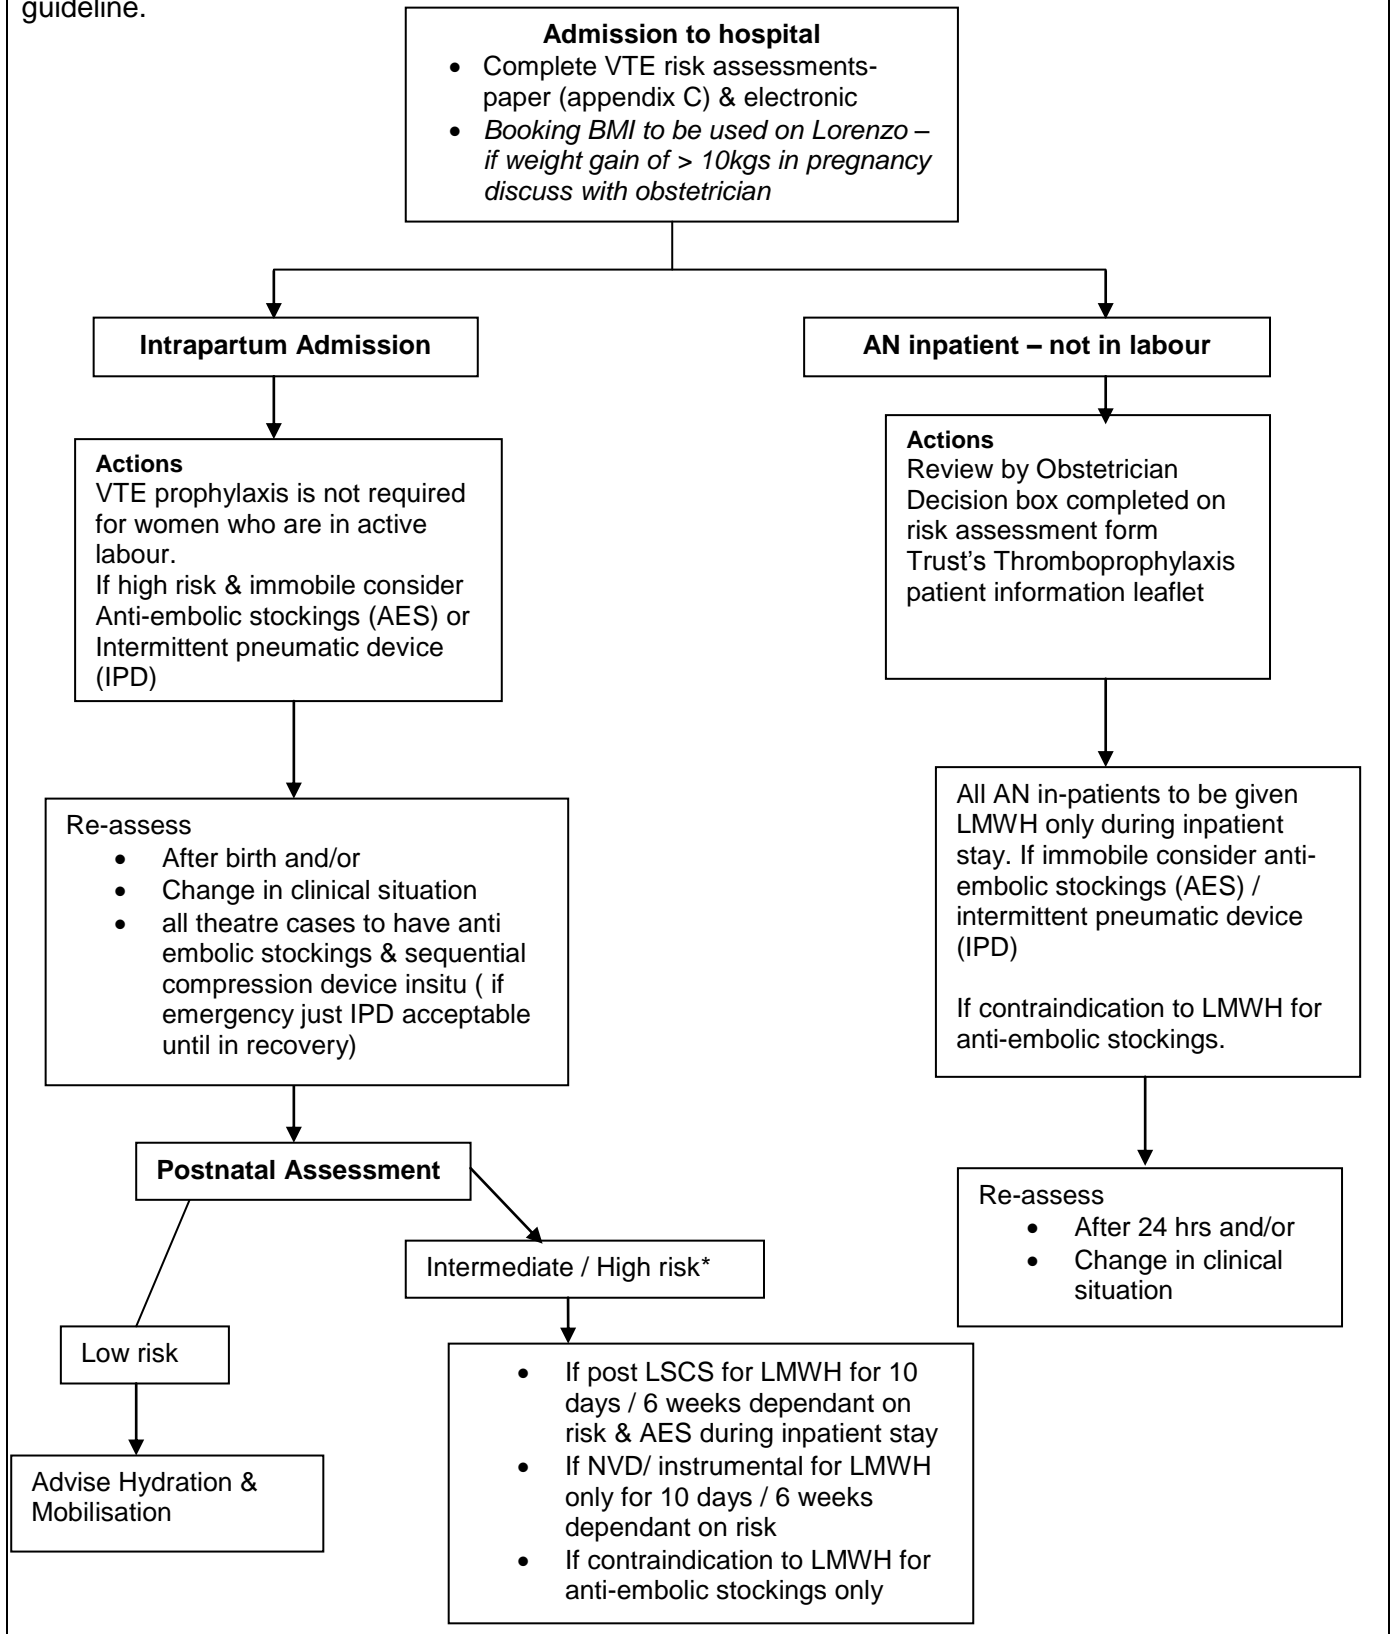 guideline.
Admission to hospital
• Complete VTE risk assessments-
paper (appendix C) & electronic
• Booking BMI to be used on Lorenzo –
if weight gain of > 10kgs in pregnancy
discuss with obstetrician
Intrapartum Admission
Actions
VTE prophylaxis is not required
for women who are in active
labour.
If high risk & immobile consider
Anti-embolic stockings (AES) or
Intermittent pneumatic device
(IPD)
Re-assess
• After birth and/or
• Change in clinical situation
• all theatre cases to have anti
embolic stockings & sequential
compression device insitu ( if
emergency just IPD acceptable
until in recovery)
Postnatal Assessment
Low risk
Advise Hydration &
Mobilisation
Intermediate / High risk*
• If post LSCS for LMWH for 10
days / 6 weeks dependant on
risk & AES during inpatient stay
• If NVD/ instrumental for LMWH
only for 10 days / 6 weeks
dependant on risk
• If contraindication to LMWH for
anti-embolic stockings only
AN inpatient – not in labour
Actions
Review by Obstetrician
Decision box completed on
risk assessment form
Trust's Thromboprophylaxis
patient information leaflet
All AN in-patients to be given
LMWH only during inpatient
stay. If immobile consider anti-
embolic stockings (AES) /
intermittent pneumatic device
(IPD)
If contraindication to LMWH for
anti-embolic stockings.
Re-assess
• After 24 hrs and/or
• Change in clinical
situation